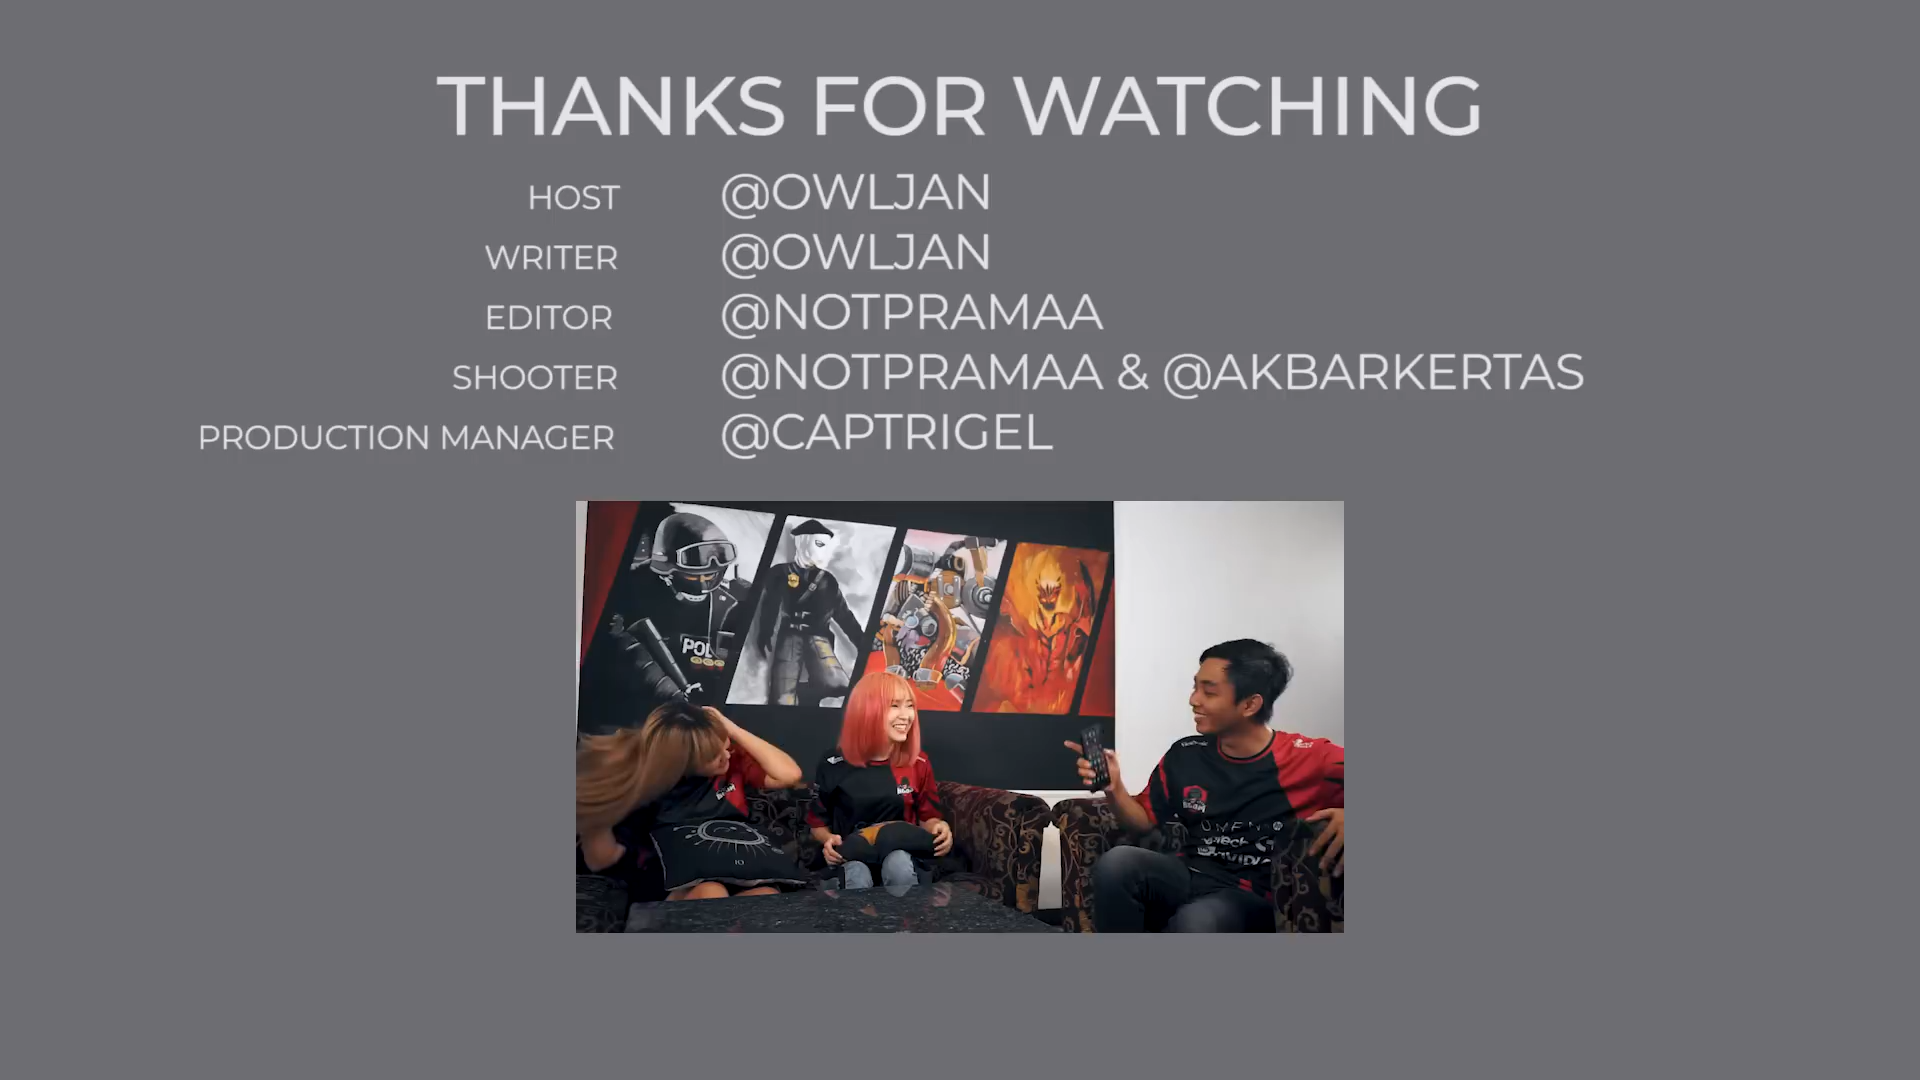 THANKS FOR WATCHING
HOST @OWLJAN
WRITER @OWLJAN
EDITOR @NOTPRAMAA
SHOOTER @NOTPRAMAA & @AKBARKERTAS
PRODUCTION MANAGER @CAPTRIGEL